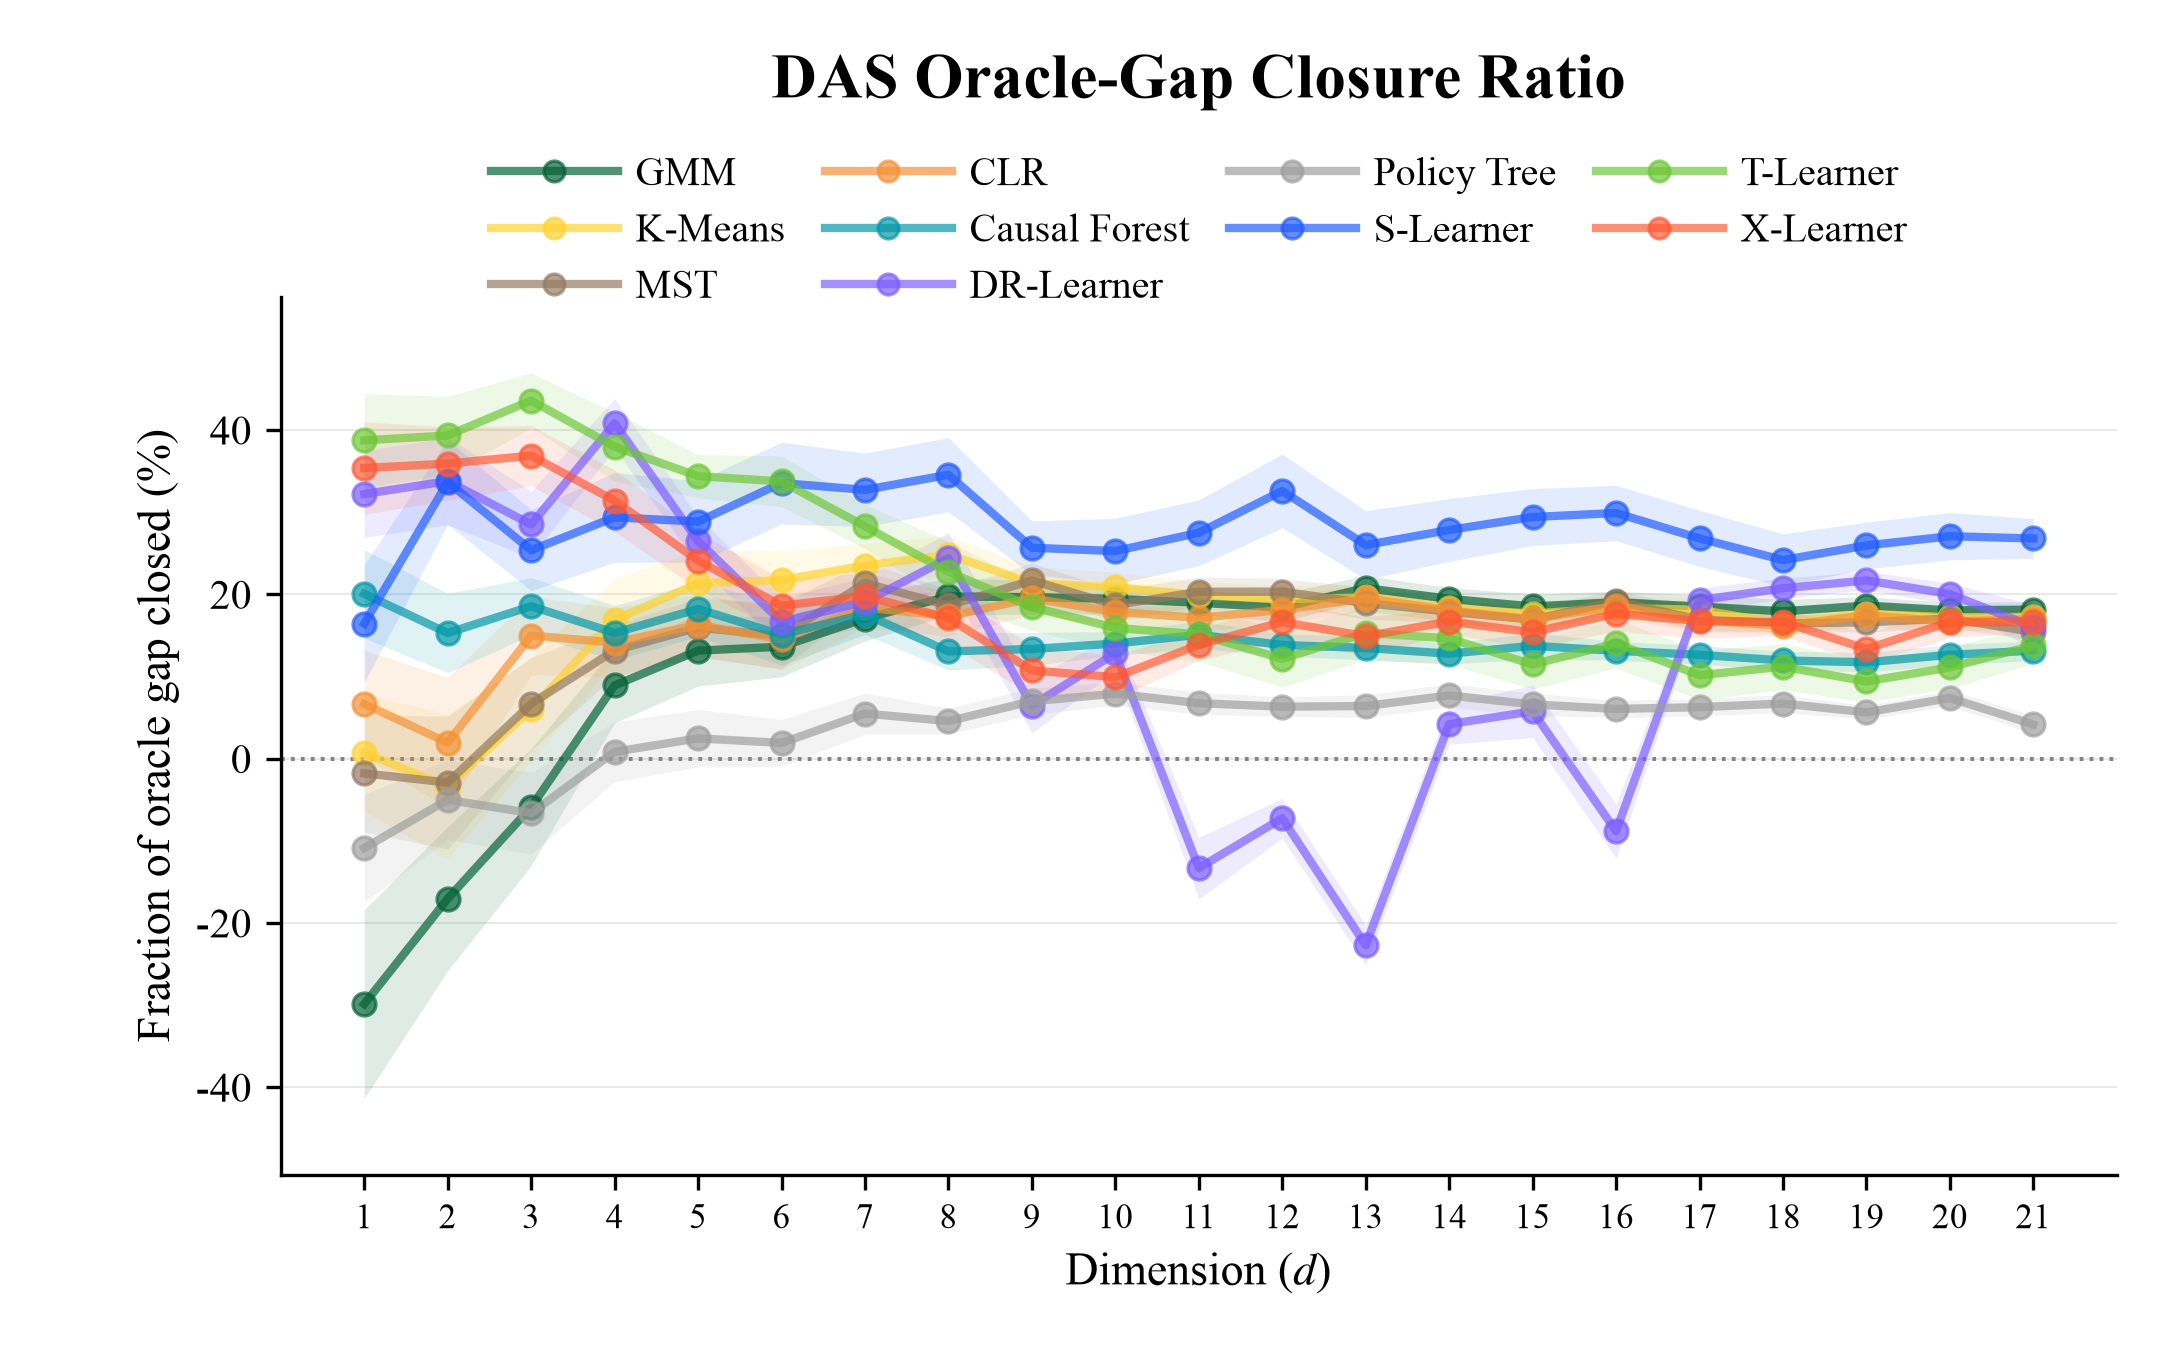 DAS Oracle-Gap Closure Ratio
GMM CLR Policy Tree T-Learner
K-Means Causal Forest S-Learner X-Learner
MST DR-Learner
Fraction of oracle gap closed (%)
40
20
0
-20
-40
1 2 3 4 5 6 7 8 9 10 11 12 13 14 15 16 17 18 19 20 21
Dimension (d)